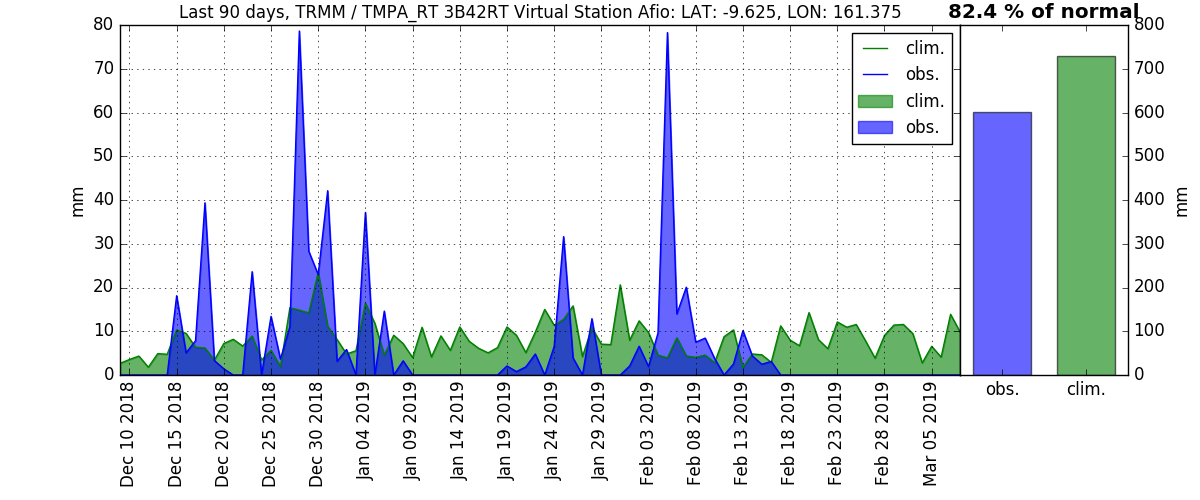 Last 90 days, TRMM / TMPA_RT 3B42RT Virtual Station Afio: LAT: -9.625, LON: 161.375
82.4 % of normal
80
70
60
50
40
30
20
10
0
mm
clim.
obs.
clim.
obs.
Dec 10 2018
Dec 15 2018
Dec 20 2018
Dec 25 2018
Dec 30 2018
Jan 04 2019
Jan 09 2019
Jan 14 2019
Jan 19 2019
Jan 24 2019
Jan 29 2019
Feb 03 2019
Feb 08 2019
Feb 13 2019
Feb 18 2019
Feb 23 2019
Feb 28 2019
Mar 05 2019
800
700
600
500
400
300
200
100
0
mm
obs.
clim.